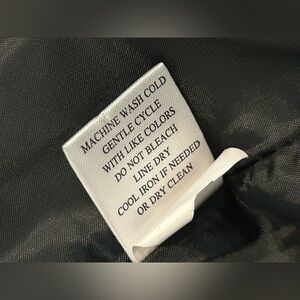 MACHINE WASH COLD
GENTLE CYCLE
WITH LIKE COLORS
DO NOT BLEACH
LINE DRY
COOL IRON IF NEEDED
OR DRY CLEAN